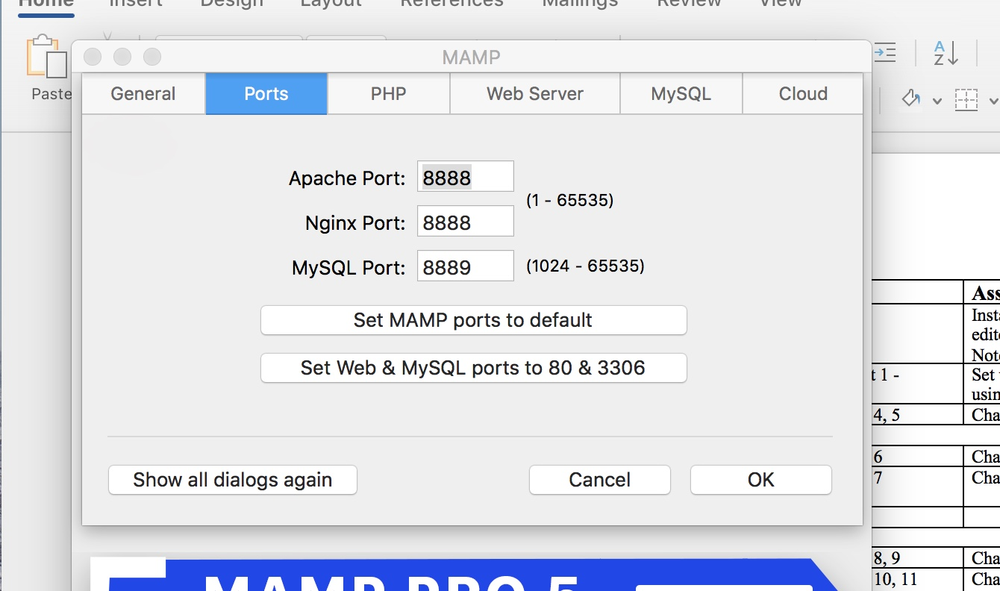 Home Insert Design Layout References Mailings Review View
MAMP
Paste
General Ports PHP Web Server MySQL Cloud
Apache Port: 8888
(1 - 65535)
Nginx Port: 8888
MySQL Port: 8889 (1024 - 65535)
Set MAMP ports to default
Set Web & MySQL ports to 80 & 3306
Show all dialogs again Cancel OK
A
Z
Ass
Insta
edito
Note
t 1 - Set
usin
4, 5 Cha
6 Cha
7 Cha
8, 9 Cha
10, 11 Cha
MAMP PRO 5